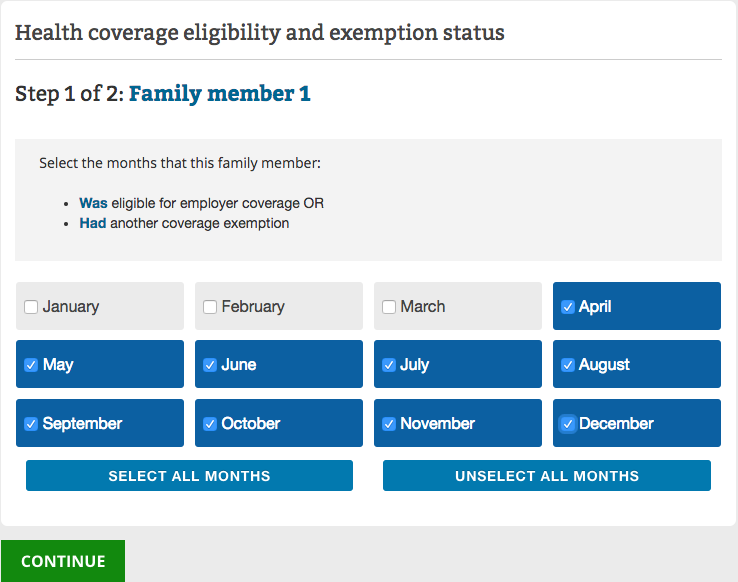 Health coverage eligibility and exemption status
Step 1 of 2: Family member 1
Select the months that this family member:
Was eligible for employer coverage OR
Had another coverage exemption
January February March April
May June July August
September October November December
SELECT ALL MONTHS UNSELECT ALL MONTHS
CONTINUE